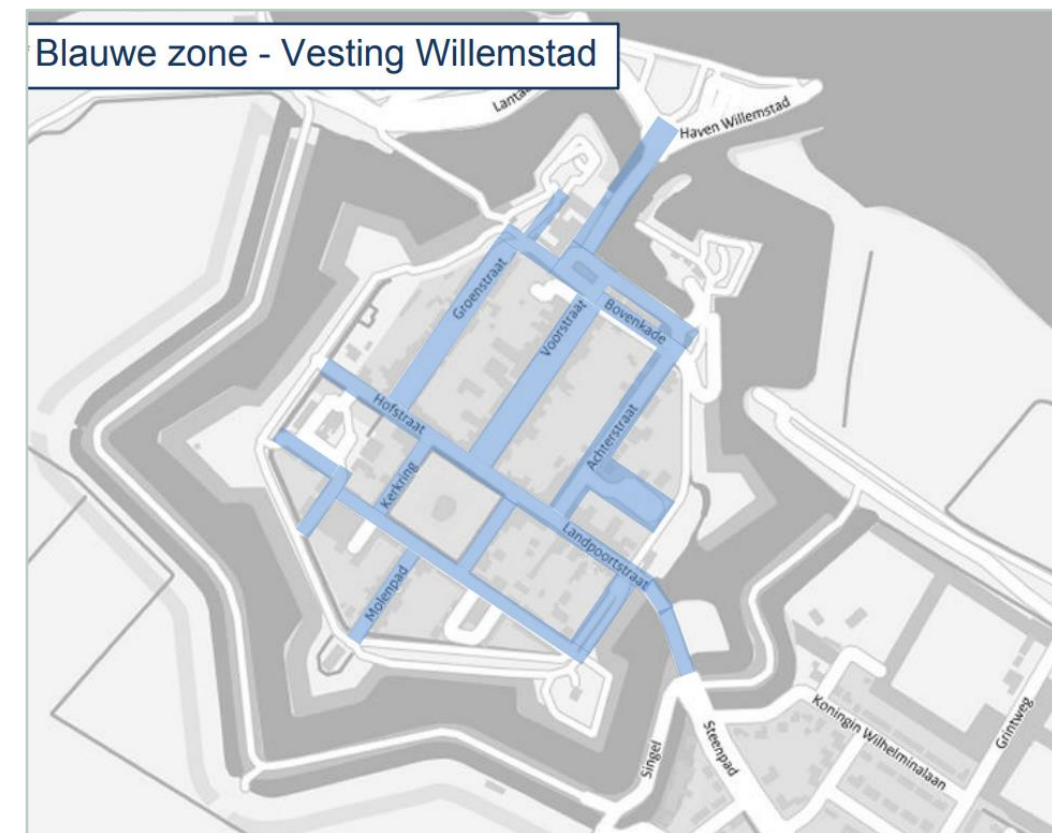 Blauwe zone - Vesting Willemstad
Haven Willemstad
Groenstraat
Voorstraat
Bovenkade
Hofstraat
Achterstraat
Kerkring
Landpoortstraat
Molenpad
Koningin Wilhelminalaan
Grintweg
Steenpad
Singel